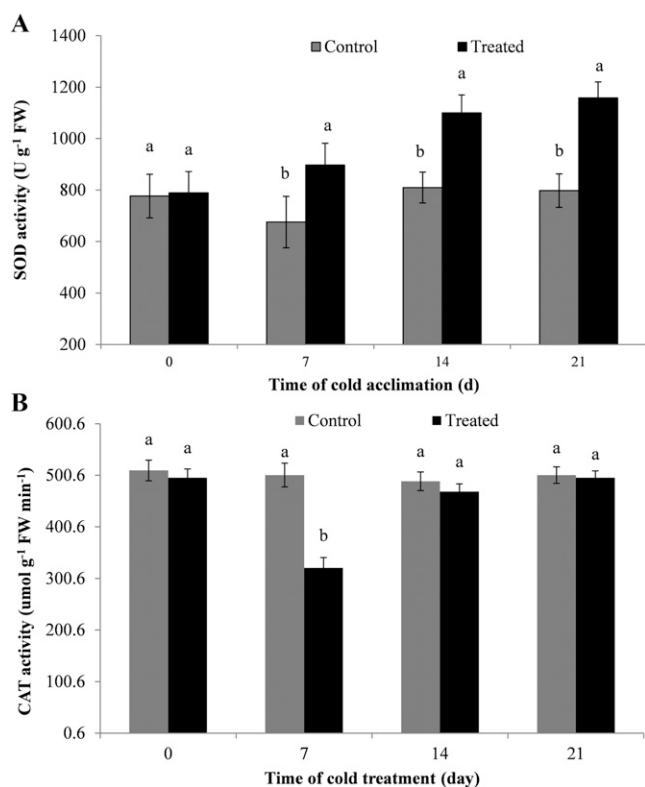 A
1400
1200
1000
800
600
400
200
SOD activity (U g⁻¹ FW)
Control Treated
a a b a b a b a
0 7 14 21
Time of cold acclimation (d)
B
600.6
500.6
400.6
300.6
200.6
100.6
0.6
CAT activity (umol g⁻¹ FW min⁻¹)
Control Treated
a a a b a a a a
0 7 14 21
Time of cold treatment (day)